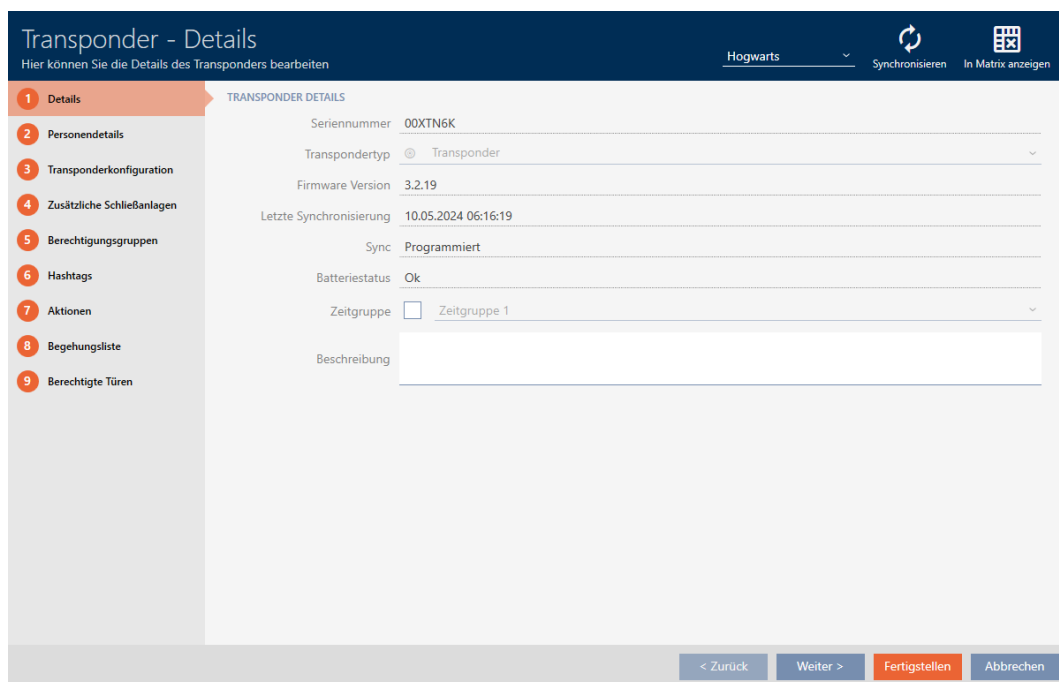 Transponder - Details
Hier können Sie die Details des Transponders bearbeiten
Hogwarts
Synchronisieren
In Matrix anzeigen
1 Details
2 Personendetails
3 Transponderkonfiguration
4 Zusätzliche Schließanlagen
5 Berechtigungsgruppen
6 Hashtags
7 Aktionen
8 Begehungsliste
9 Berechtigte Türen
TRANSPONDER DETAILS
Seriennummer 00XTN6K
Transpondertyp Transponder
Firmware Version 3.2.19
Letzte Synchronisierung 10.05.2024 06:16:19
Sync Programmiert
Batteriestatus Ok
Zeitgruppe Zeitgruppe 1
Beschreibung
< Zurück
Weiter >
Fertigstellen
Abbrechen